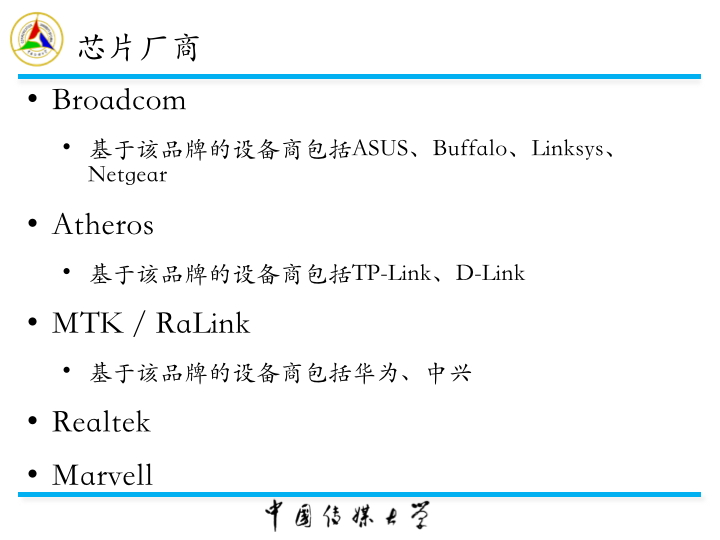 芯片厂商
• Broadcom
• 基于该品牌的设备商包括ASUS、Buffalo、Linksys、
Netgear
• Atheros
• 基于该品牌的设备商包括TP-Link、D-Link
• MTK / RaLink
• 基于该品牌的设备商包括华为、中兴
• Realtek
• Marvell
中国传媒大学